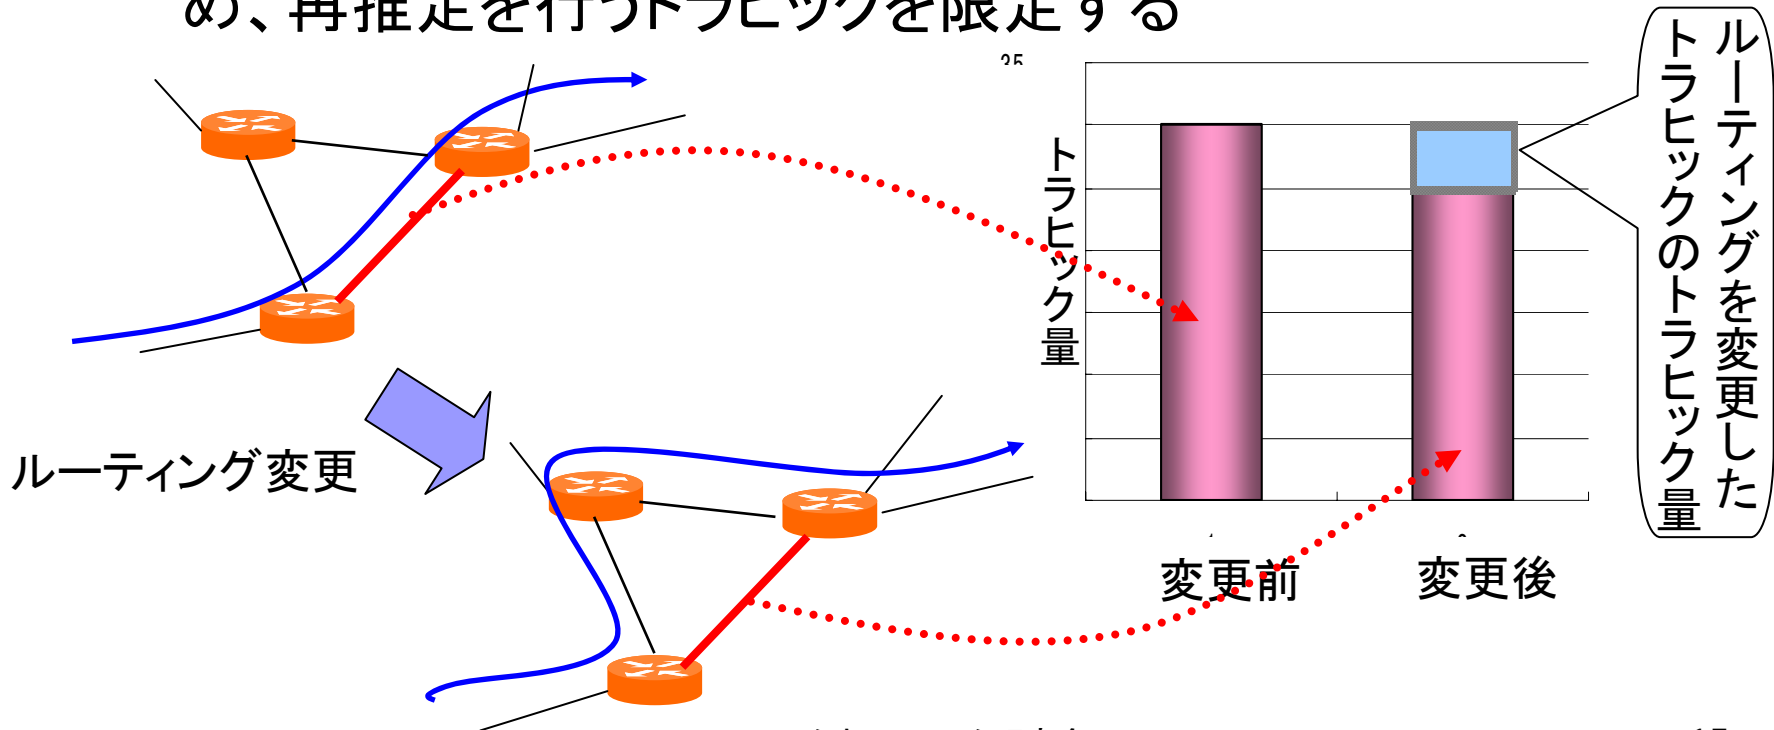 め、再推定を行うトラヒックを限定する
35
トラヒック量
ルーティングを変更した
トラヒックのトラヒック量
ルーティング変更
変更前
変更後